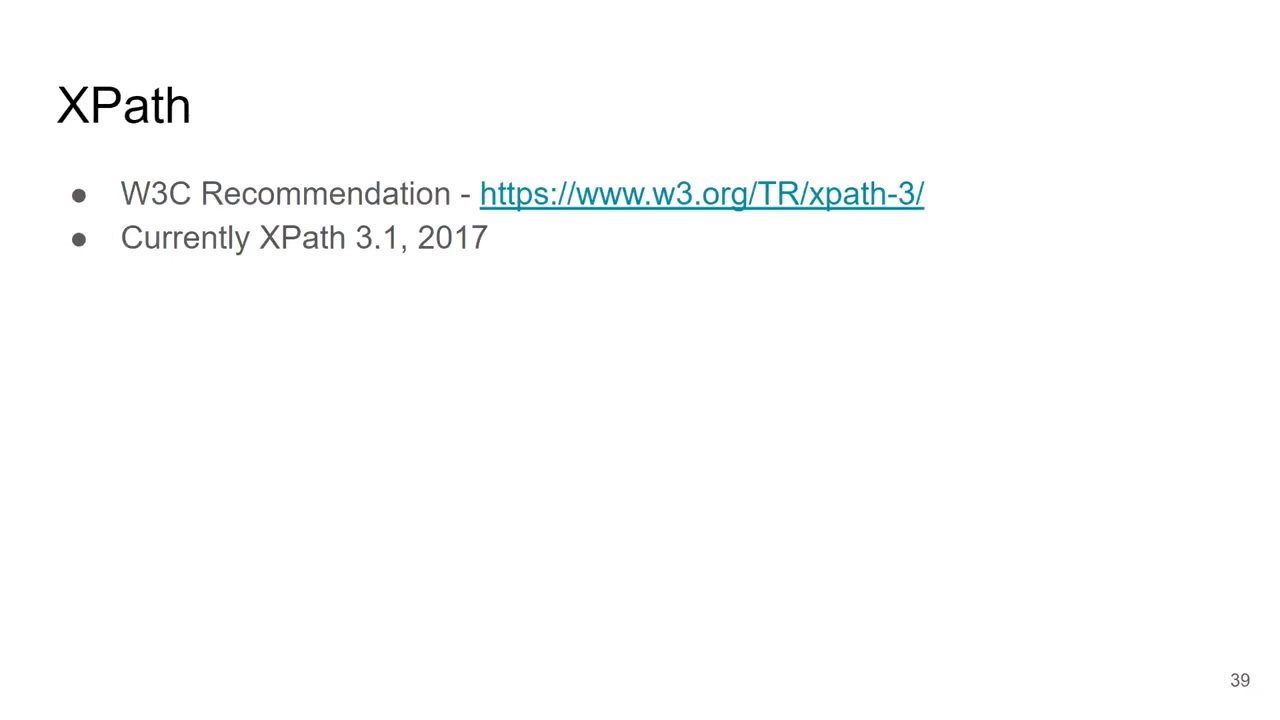 XPath
● W3C Recommendation - https://www.w3.org/TR/xpath-3/
● Currently XPath 3.1, 2017
39